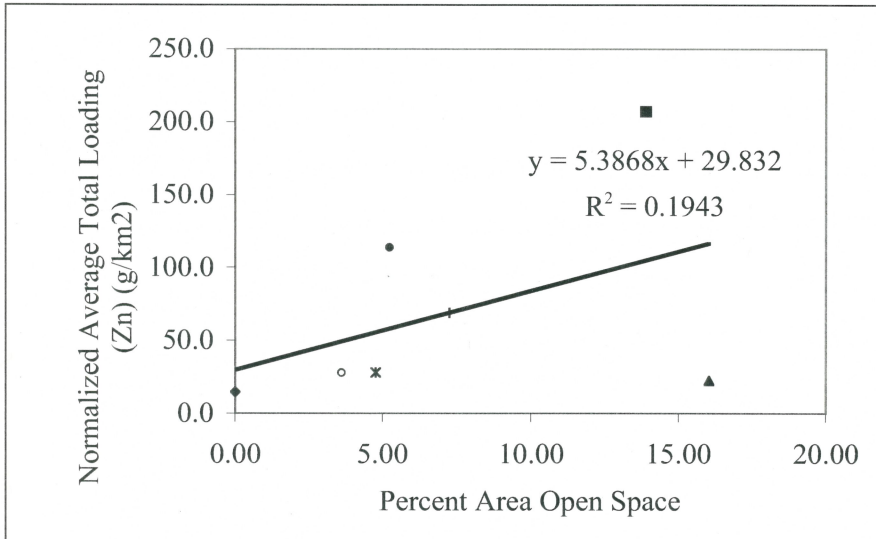 Normalized Average Total Loading
(Zn) (g/km2)
250.0
200.0
150.0
100.0
50.0
0.0
y = 5.3868x + 29.832
R² = 0.1943
0.00 5.00 10.00 15.00 20.00
Percent Area Open Space